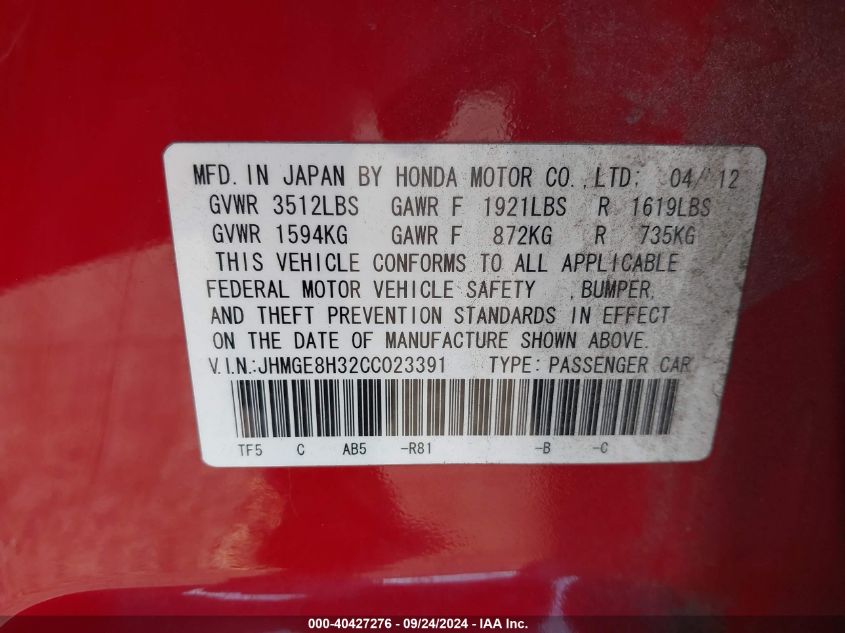 MFD. IN JAPAN BY HONDA MOTOR CO., LTD; 04/12
GVWR 3512LBS GAWR F 1921LBS R 1619LBS
GVWR 1594KG GAWR F 872KG R 735KG
THIS VEHICLE CONFORMS TO ALL APPLICABLE
FEDERAL MOTOR VEHICLE SAFETY , BUMPER,
AND THEFT PREVENTION STANDARDS IN EFFECT
ON THE DATE OF MANUFACTURE SHOWN ABOVE.
V.I.N.:JHMGE8H32CC023391 TYPE: PASSENGER CAR
TF5 C AB5 -R81 -B -C
000-40427276 - 09/24/2024 - IAA Inc.